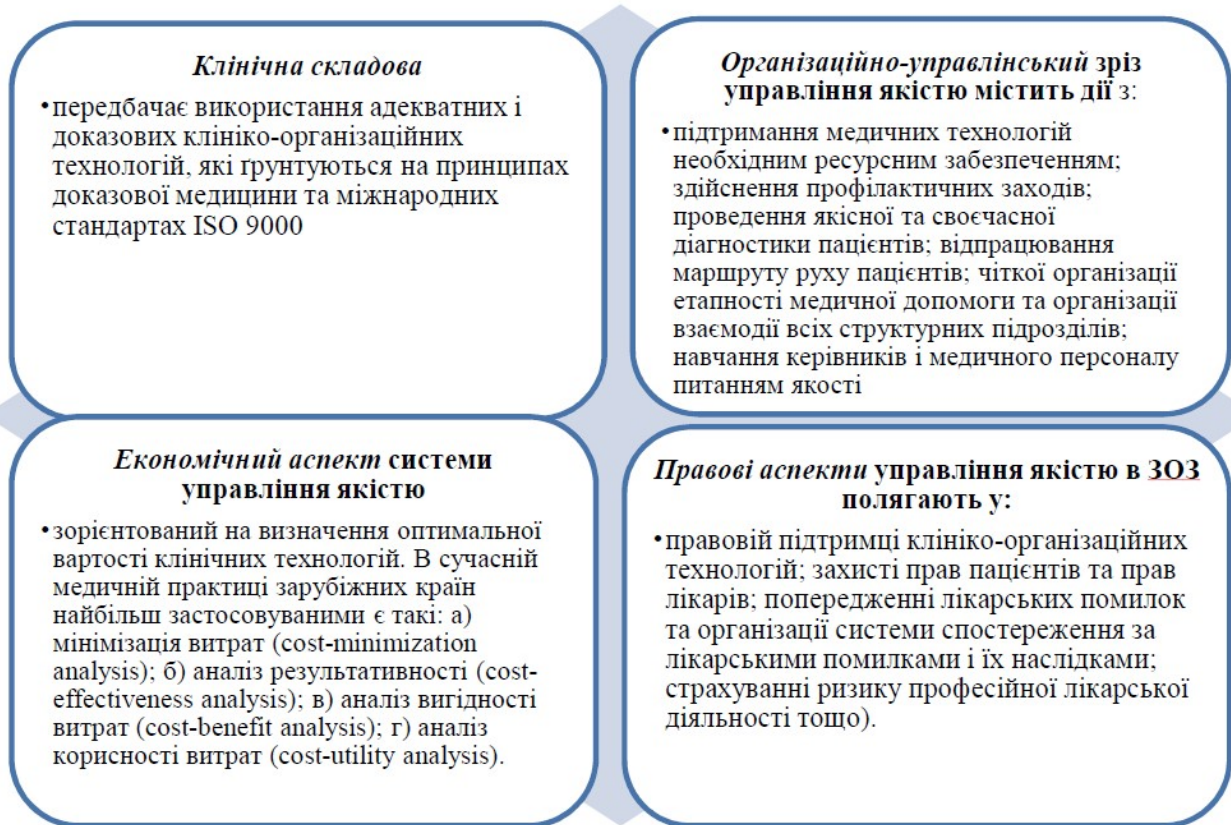 Клінічна складова
•передбачає використання адекватних і
доказових клініко-організаційних
технологій, які ґрунтуються на принципах
доказової медицини та міжнародних
стандартах ISO 9000
Організаційно-управлінський зріз
управління якістю містить дії з:
•підтримання медичних технологій
необхідним ресурсним забезпеченням;
здійснення профілактичних заходів;
проведення якісної та своєчасної
діагностики пацієнтів; відпрацювання
маршруту руху пацієнтів; чіткої організації
етапності медичної допомоги та організації
взаємодії всіх структурних підрозділів;
навчання керівників і медичного персоналу
питанням якості
Економічний аспект системи
управління якістю
•зорієнтований на визначення оптимальної
вартості клінічних технологій. В сучасній
медичній практиці зарубіжних країн
найбільш застосовуваними є такі: а)
мінімізація витрат (cost-minimization
analysis); б) аналіз результативності (cost-
effectiveness analysis); в) аналіз вигідності
витрат (cost-benefit analysis); г) аналіз
корисності витрат (cost-utility analysis).
Правові аспекти управління якістю в ЗОЗ
полягають у:
•правовій підтримці клініко-організаційних
технологій; захисті прав пацієнтів та прав
лікарів; попередженні лікарських помилок
та організації системи спостереження за
лікарськими помилками і їх наслідками;
страхуванні ризику професійної лікарської
діяльності тощо).